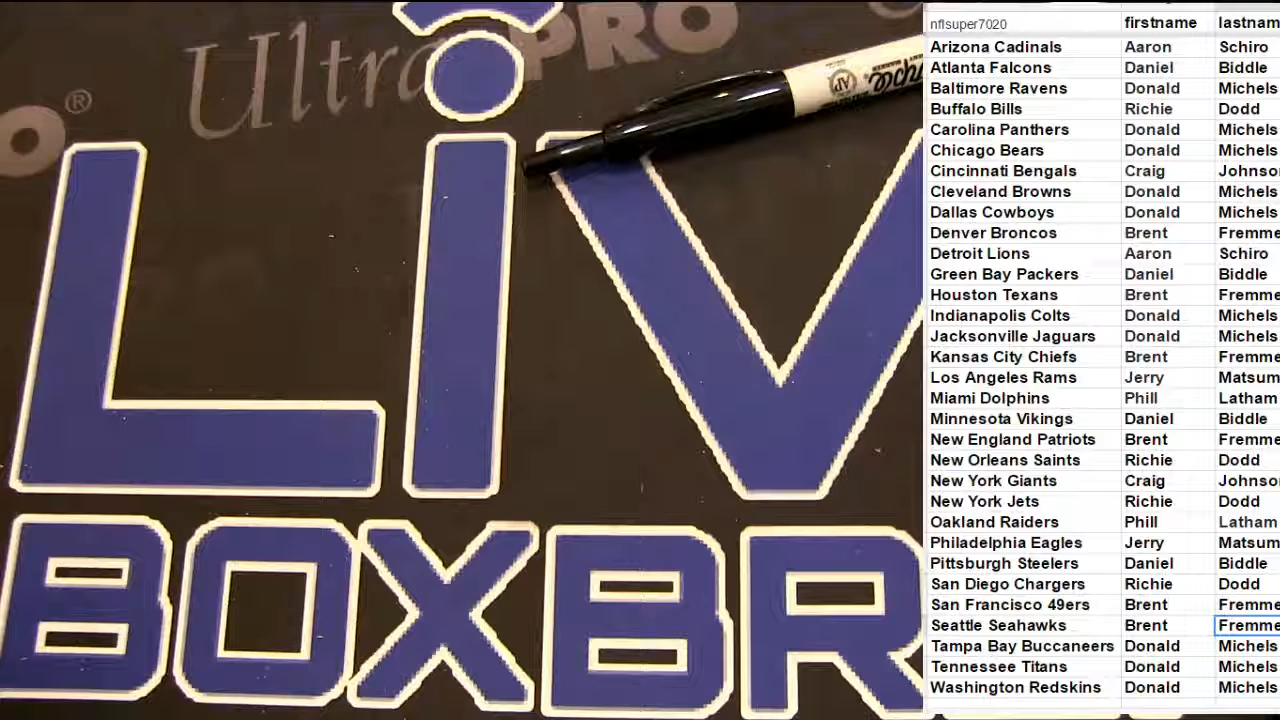 Ultra PRO
RO®
LiV
BOXBR
nflsuper7020 firstname lastnam
Arizona Cadinals Aaron Schiro
Atlanta Falcons Daniel Biddle
Baltimore Ravens Donald Michels
Buffalo Bills Richie Dodd
Carolina Panthers Donald Michels
Chicago Bears Donald Michels
Cincinnati Bengals Craig Johnso
Cleveland Browns Donald Michels
Dallas Cowboys Donald Michels
Denver Broncos Brent Fremme
Detroit Lions Aaron Schiro
Green Bay Packers Daniel Biddle
Houston Texans Brent Fremme
Indianapolis Colts Donald Michels
Jacksonville Jaguars Donald Michels
Kansas City Chiefs Brent Fremme
Los Angeles Rams Jerry Matsum
Miami Dolphins Phill Latham
Minnesota Vikings Daniel Biddle
New England Patriots Brent Fremme
New Orleans Saints Richie Dodd
New York Giants Craig Johnso
New York Jets Richie Dodd
Oakland Raiders Phill Latham
Philadelphia Eagles Jerry Matsum
Pittsburgh Steelers Daniel Biddle
San Diego Chargers Richie Dodd
San Francisco 49ers Brent Fremme
Seattle Seahawks Brent Fremme
Tampa Bay Buccaneers Donald Michels
Tennessee Titans Donald Michels
Washington Redskins Donald Michels